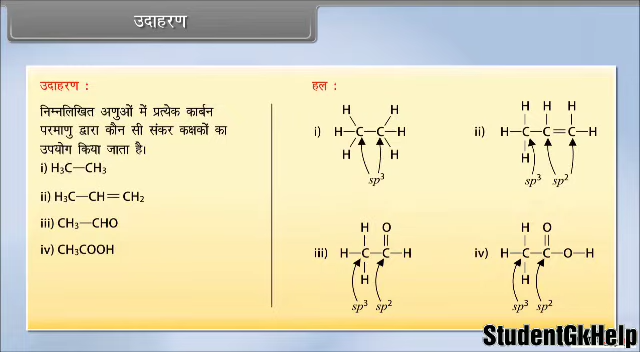 उदाहरण
उदाहरण :
निम्नलिखित अणुओं में प्रत्येक कार्बन
परमाणु द्वारा कौन सी संकर कक्षकों का
उपयोग किया जाता है।
i) H₃C—CH₃
ii) H₃C—CH=CH₂
iii) CH₃—CHO
iv) CH₃COOH
हल :
i)
H H
H—C—C—H
H H
sp³
ii)
H H H
H—C—C=C—H
H
sp³ sp²
iii)
H O
H—C—C—H
H
sp³ sp²
iv)
H O
H—C—C—O—H
H
sp³ sp²
StudentGkHelp